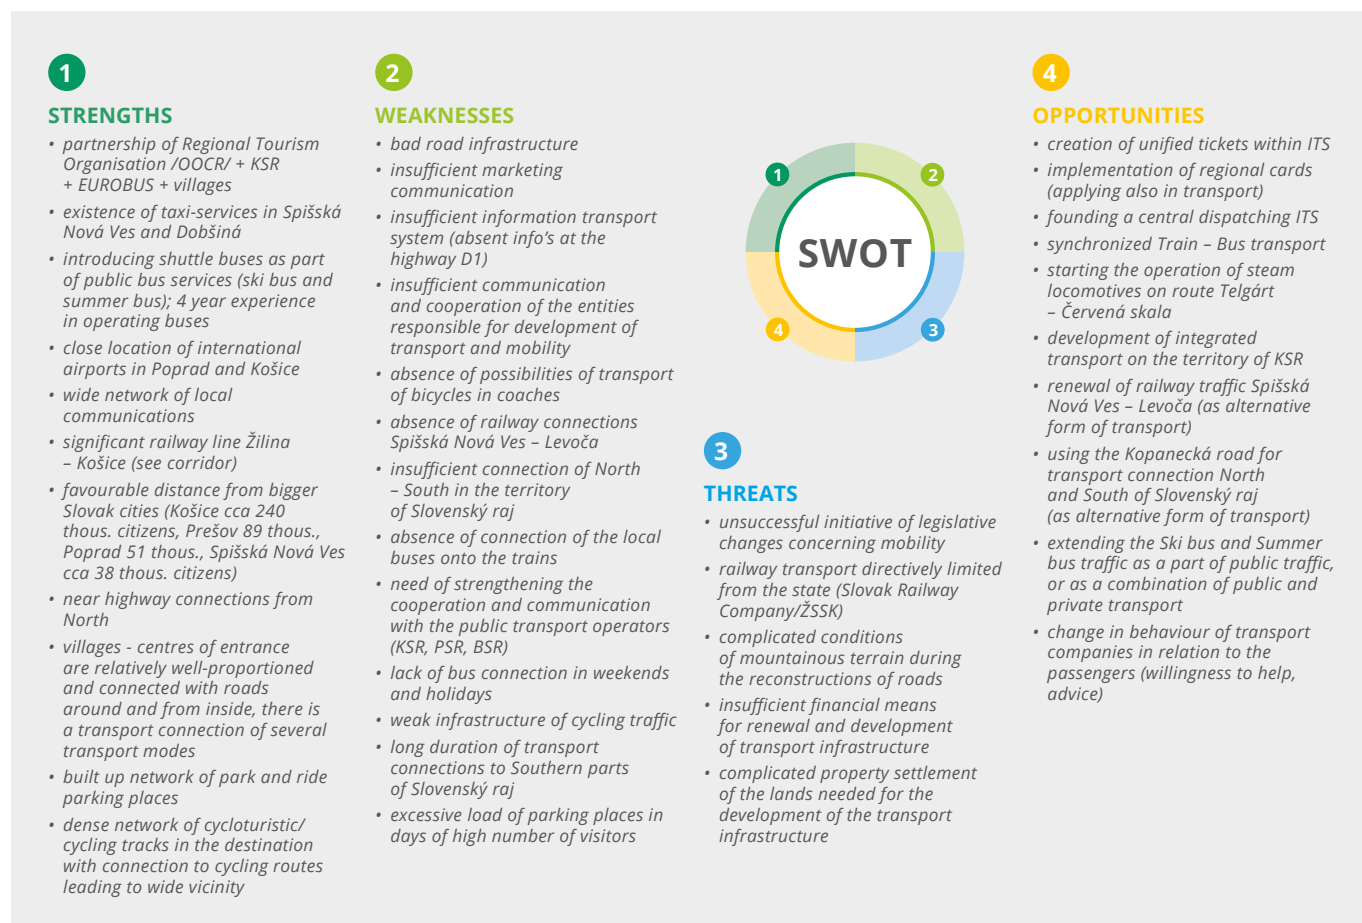 1
STRENGTHS
• partnership of Regional Tourism
Organisation /OOCR/ + KSR
+ EUROBUS + villages
• existence of taxi-services in Spišská
Nová Ves and Dobšiná
• introducing shuttle buses as part
of public bus services (ski bus and
summer bus); 4 year experience
in operating buses
• close location of international
airports in Poprad and Košice
• wide network of local
communications
• significant railway line Žilina
– Košice (see corridor)
• favourable distance from bigger
Slovak cities (Košice cca 240
thous. citizens, Prešov 89 thous.,
Poprad 51 thous., Spišská Nová Ves
cca 38 thous. citizens)
• near highway connections from
North
• villages - centres of entrance
are relatively well-proportioned
and connected with roads
around and from inside, there is
a transport connection of several
transport modes
• built up network of park and ride
parking places
• dense network of cycloturistic/
cycling tracks in the destination
with connection to cycling routes
leading to wide vicinity
2
WEAKNESSES
• bad road infrastructure
• insufficient marketing
communication
• insufficient information transport
system (absent info's at the
highway D1)
• insufficient communication
and cooperation of the entities
responsible for development of
transport and mobility
• absence of possibilities of transport
of bicycles in coaches
• absence of railway connections
Spišská Nová Ves – Levoča
• insufficient connection of North
– South in the territory
of Slovenský raj
• absence of connection of the local
buses onto the trains
• need of strengthening the
cooperation and communication
with the public transport operators
(KSR, PSR, BSR)
• lack of bus connection in weekends
and holidays
• weak infrastructure of cycling traffic
• long duration of transport
connections to Southern parts
of Slovenský raj
• excessive load of parking places in
days of high number of visitors
1
2
SWOT
4
3
3
THREATS
• unsuccessful initiative of legislative
changes concerning mobility
• railway transport directively limited
from the state (Slovak Railway
Company/ŽSSK)
• complicated conditions
of mountainous terrain during
the reconstructions of roads
• insufficient financial means
for renewal and development
of transport infrastructure
• complicated property settlement
of the lands needed for the
development of the transport
infrastructure
4
OPPORTUNITIES
• creation of unified tickets within ITS
• implementation of regional cards
(applying also in transport)
• founding a central dispatching ITS
• synchronized Train – Bus transport
• starting the operation of steam
locomotives on route Telgárt
– Červená skala
• development of integrated
transport on the territory of KSR
• renewal of railway traffic Spišská
Nová Ves – Levoča (as alternative
form of transport)
• using the Kopanecká road for
transport connection North
and South of Slovenský raj
(as alternative form of transport)
• extending the Ski bus and Summer
bus traffic as a part of public traffic,
or as a combination of public and
private transport
• change in behaviour of transport
companies in relation to the
passengers (willingness to help,
advice)